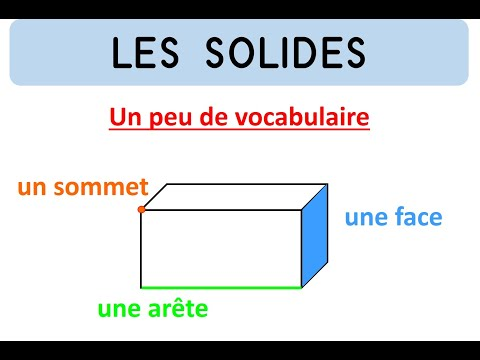 LES SOLIDES
Un peu de vocabulaire
un sommet
une face
une arête